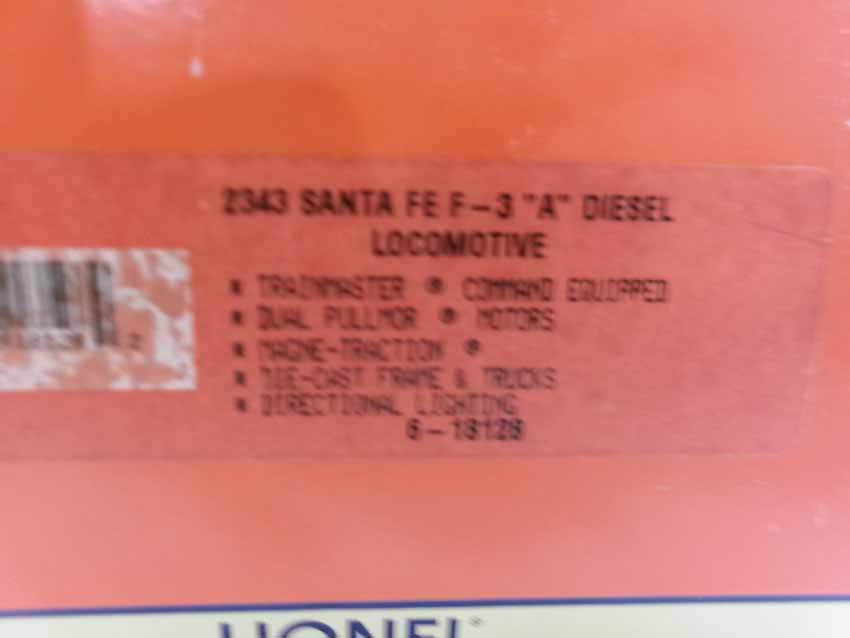 2343 SANTA FE F-3 "A" DIESEL
LOCOMOTIVE
* TRAINMASTER ® COMMAND EQUIPPED
* DUAL PULLMOR ® MOTORS
* MAGNE-TRACTION ®
* DIE-CAST FRAME & TRUCKS
* DIRECTIONAL LIGHTING
6-18128
LIONEL